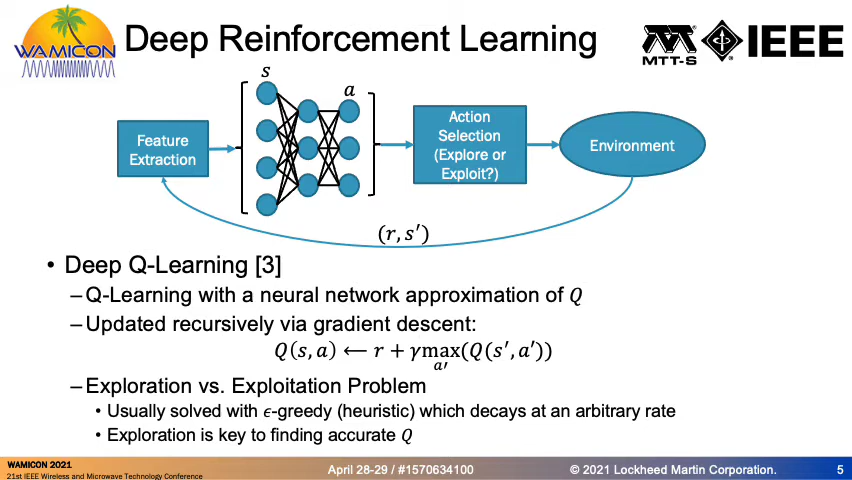 WAMICON
Deep Reinforcement Learning
MTT-S
IEEE
s
a
Feature
Extraction
Action
Selection
(Explore or
Exploit?)
Environment
(r, s′)
• Deep Q-Learning [3]
– Q-Learning with a neural network approximation of Q
– Updated recursively via gradient descent:
Q(s, a) ⟵ r + γ max(Q(s′, a′))
a′
– Exploration vs. Exploitation Problem
• Usually solved with ϵ-greedy (heuristic) which decays at an arbitrary rate
• Exploration is key to finding accurate Q
WAMICON 2021
21st IEEE Wireless and Microwave Technology Conference
April 28-29 / #1570634100
© 2021 Lockheed Martin Corporation.
5